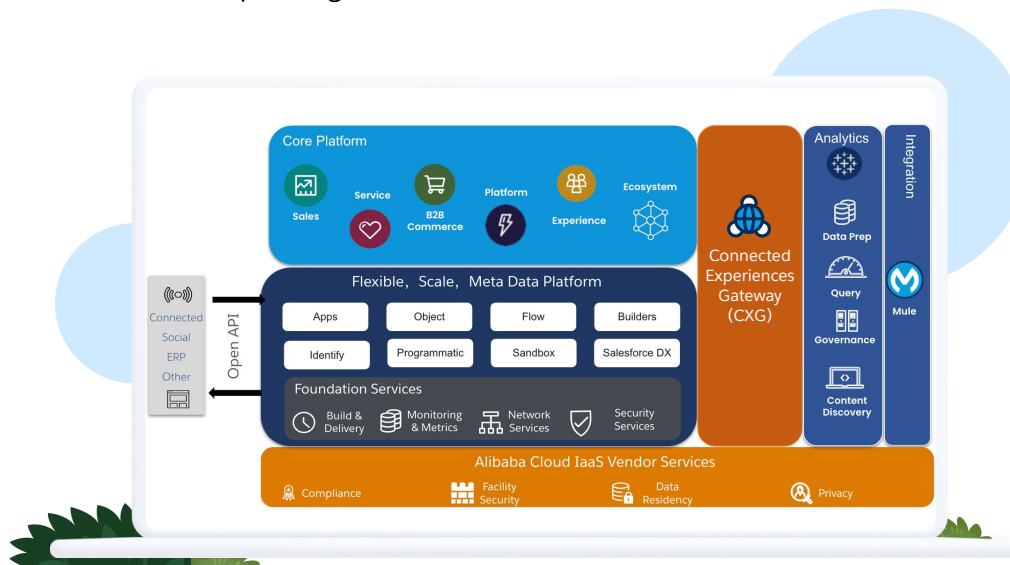 Core Platform
Sales
Service
B2B
Commerce
Platform
Experience
Ecosystem
Flexible, Scale, Meta Data Platform
Apps
Object
Flow
Builders
Identify
Programmatic
Sandbox
Salesforce DX
Foundation Services
Build &
Delivery
Monitoring
& Metrics
Network
Services
Security
Services
Connected
Social
ERP
Other
Open API
Connected
Experiences
Gateway
(CXG)
Analytics
Data Prep
Query
Governance
Content
Discovery
Integration
Mule
Alibaba Cloud IaaS Vendor Services
Compliance
Facility
Security
Data
Residency
Privacy